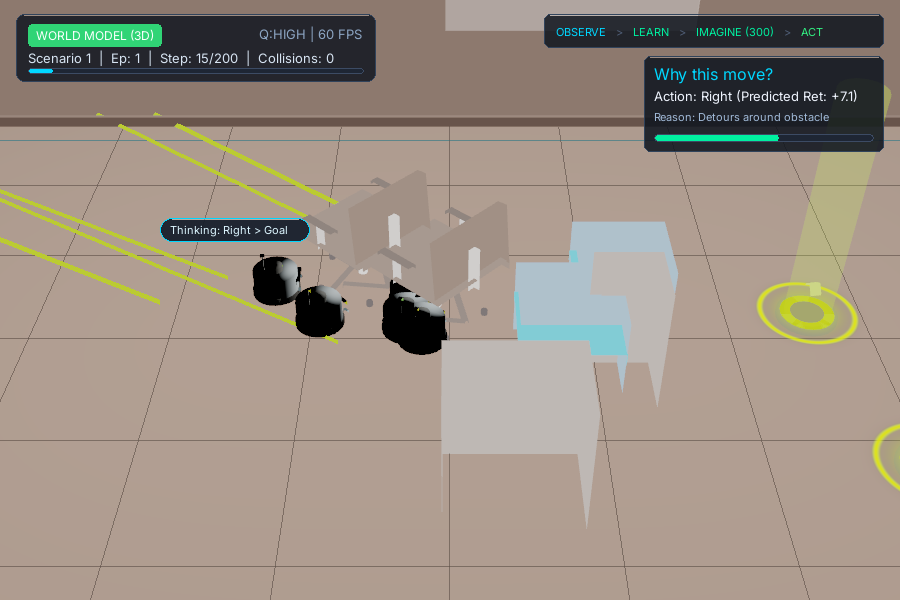 WORLD MODEL (3D)
Q:HIGH | 60 FPS
Scenario 1 | Ep: 1 | Step: 15/200 | Collisions: 0
OBSERVE > LEARN > IMAGINE (300) > ACT
Why this move?
Action: Right (Predicted Ret: +7.1)
Reason: Detours around obstacle
Thinking: Right > Goal